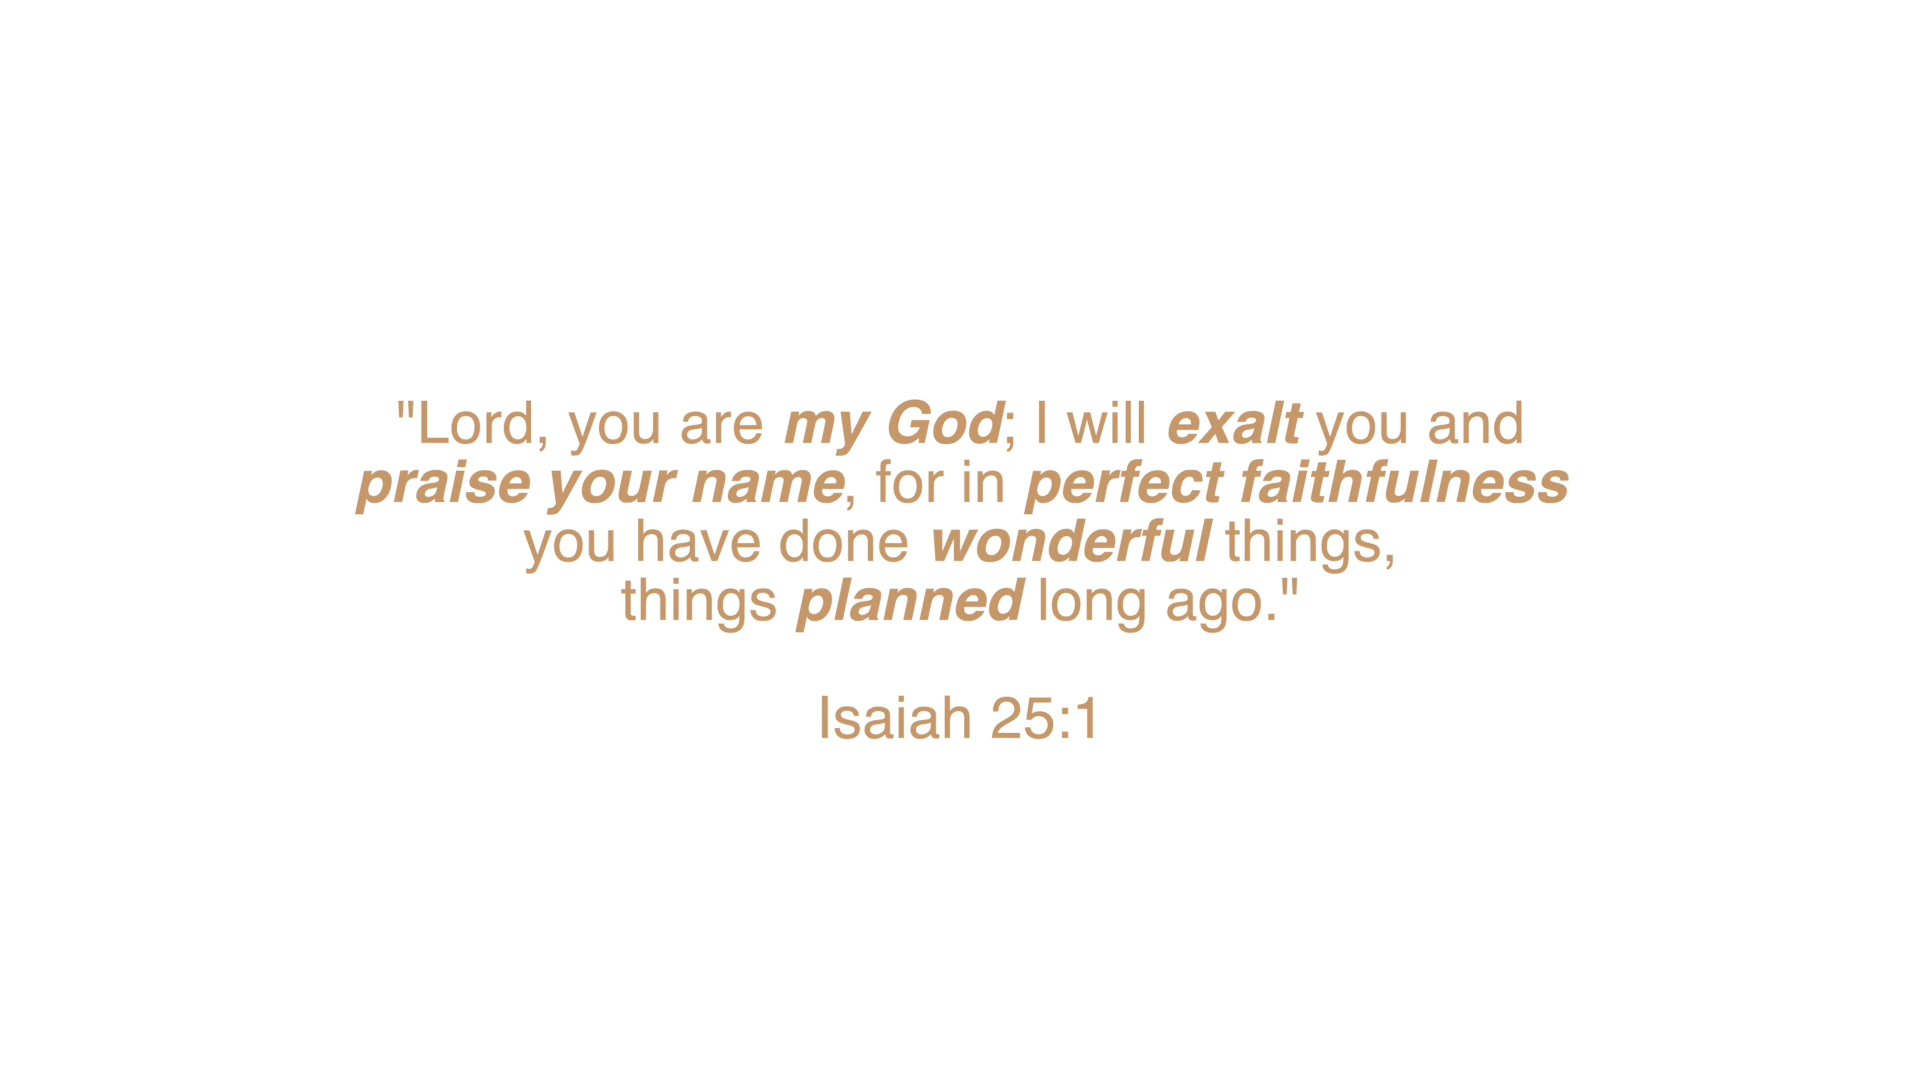 "Lord, you are my God; I will exalt you and
praise your name, for in perfect faithfulness
you have done wonderful things,
things planned long ago."
Isaiah 25:1